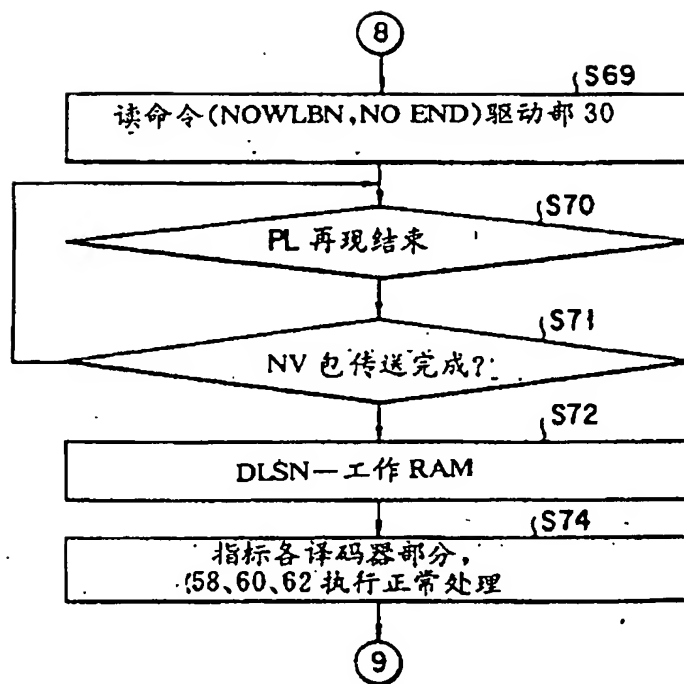 8
S69
读命令(NOWLBN,NO END)驱动部 30
S70
PL 再现结束
S71
NV 包传送完成?
S72
DLSN—工作 RAM
S74
指标各译码器部分,
58、60、62 执行正常处理
9